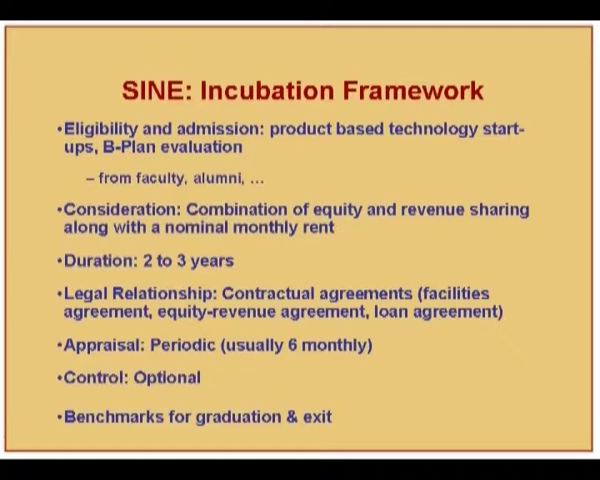 SINE: Incubation Framework
•Eligibility and admission: product based technology start-
ups, B-Plan evaluation
– from faculty, alumni, ...
•Consideration: Combination of equity and revenue sharing
along with a nominal monthly rent
•Duration: 2 to 3 years
•Legal Relationship: Contractual agreements (facilities
agreement, equity-revenue agreement, loan agreement)
•Appraisal: Periodic (usually 6 monthly)
•Control: Optional
•Benchmarks for graduation & exit